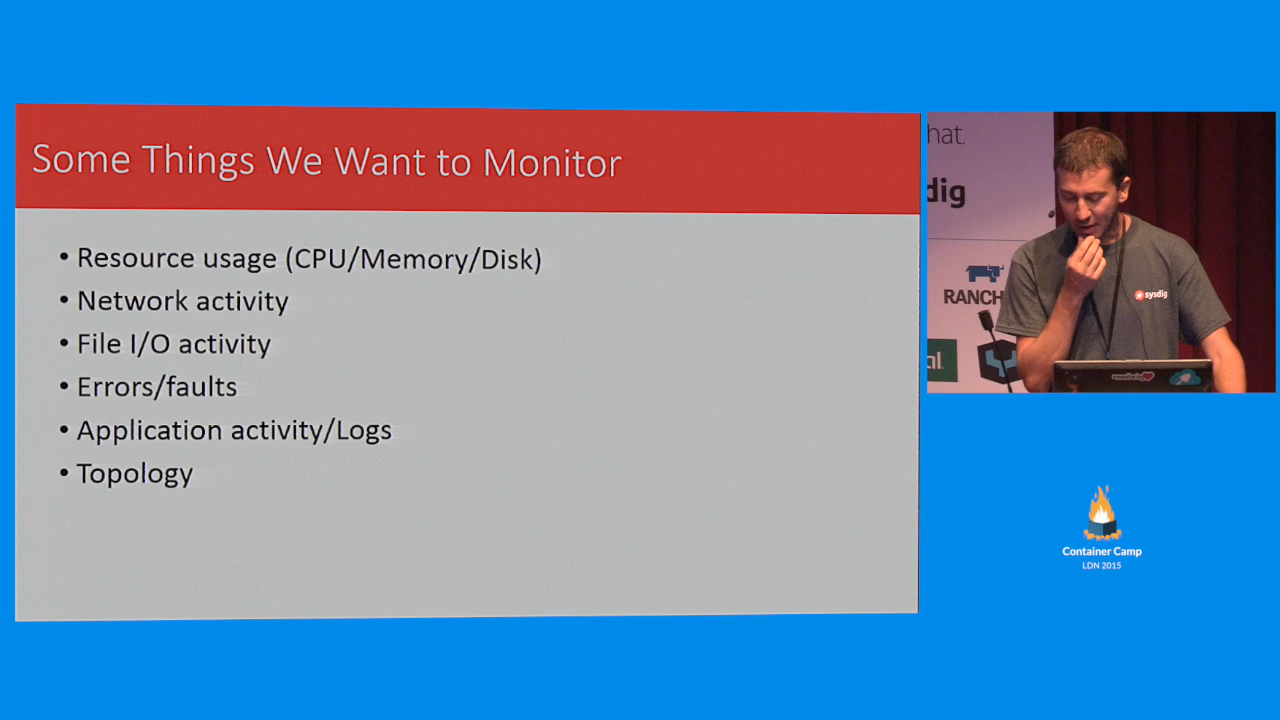 Some Things We Want to Monitor
• Resource usage (CPU/Memory/Disk)
• Network activity
• File I/O activity
• Errors/faults
• Application activity/Logs
• Topology
hat.
dig
RANCH
al.
sysdig
Container Camp
LDN 2015